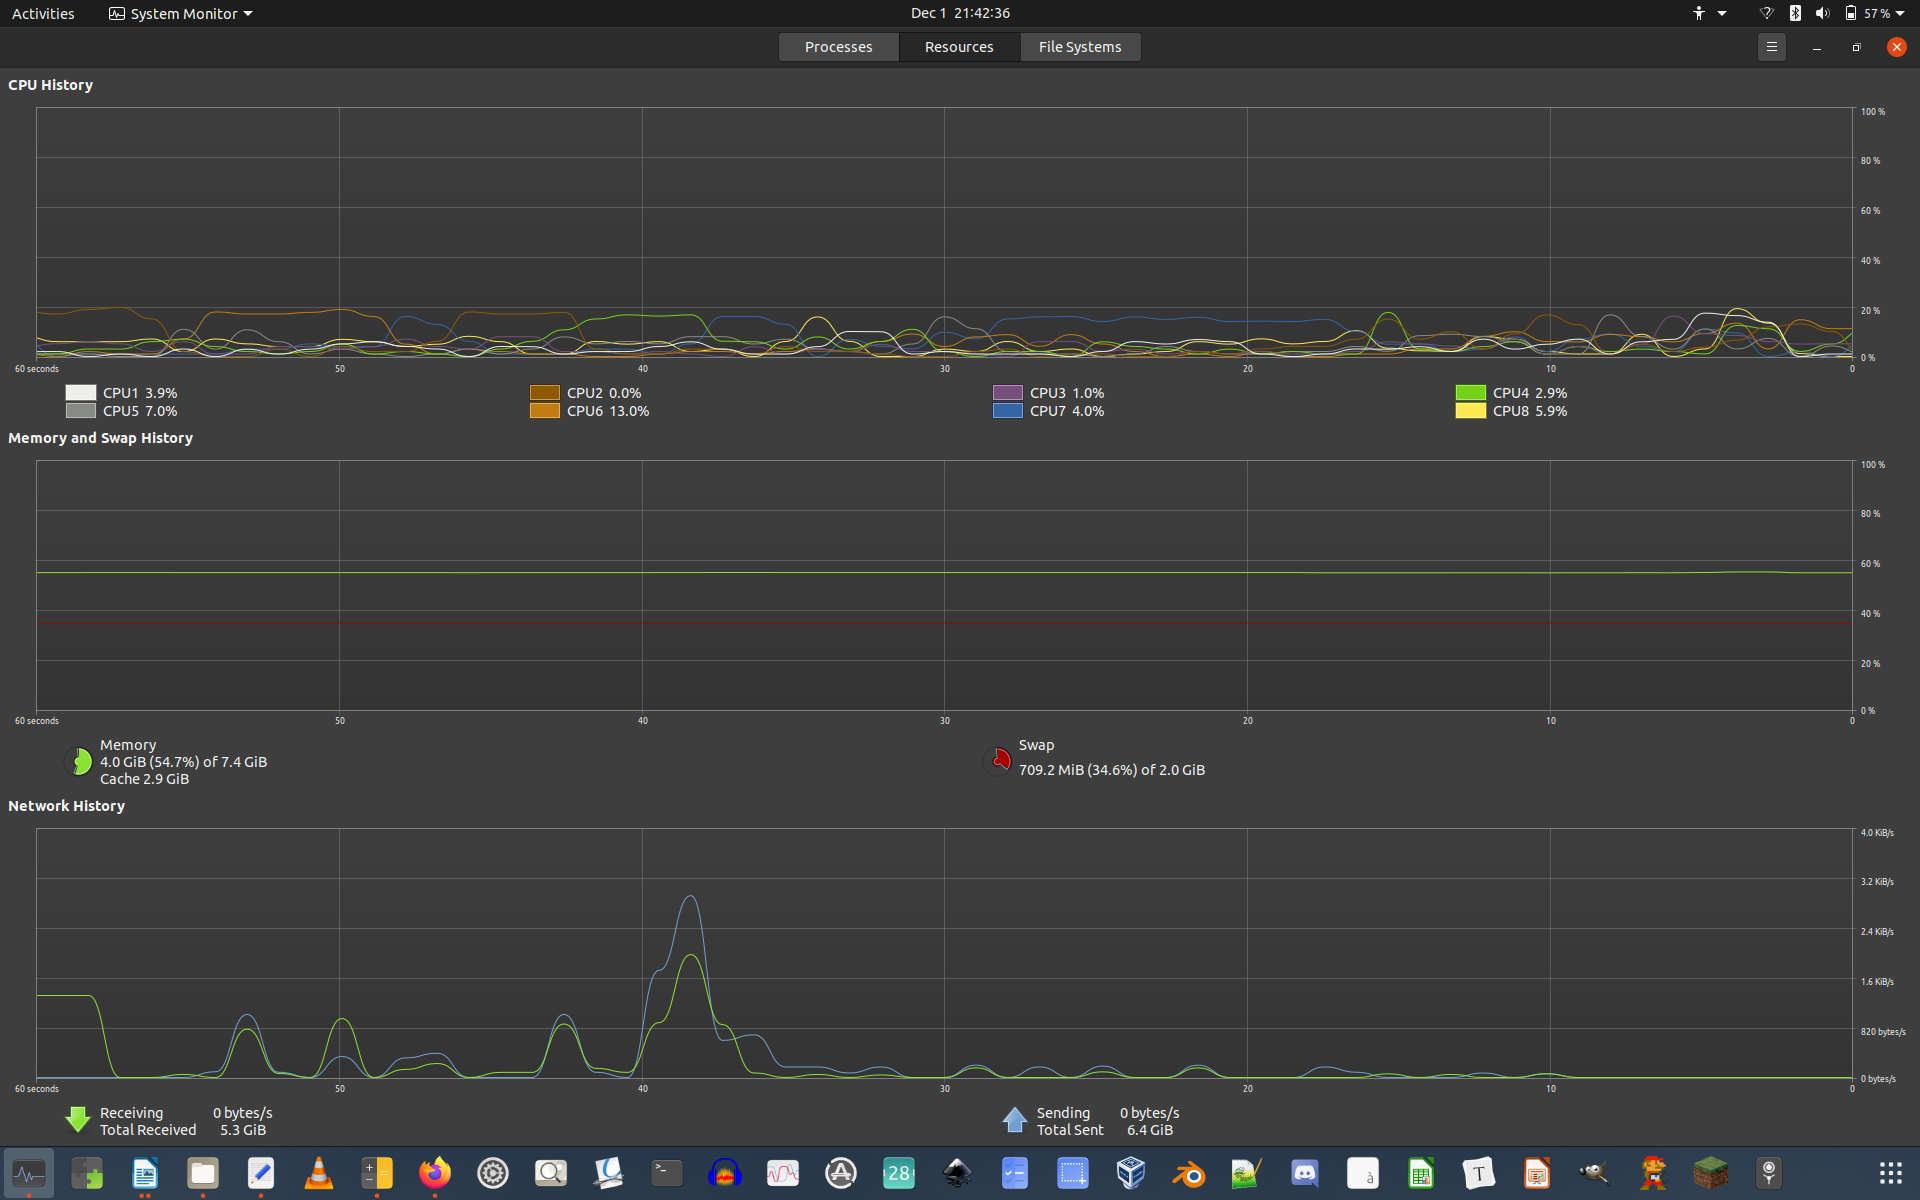 Activities System Monitor Dec 1 21:42:36 57 %
Processes Resources File Systems
CPU History
100 %
80 %
60 %
40 %
20 %
0 %
60 seconds 50 40 30 20 10 0
CPU1 3.9% CPU2 0.0% CPU3 1.0% CPU4 2.9%
CPU5 7.0% CPU6 13.0% CPU7 4.0% CPU8 5.9%
Memory and Swap History
100 %
80 %
60 %
40 %
20 %
0 %
60 seconds 50 40 30 20 10 0
Memory
4.0 GiB (54.7%) of 7.4 GiB
Cache 2.9 GiB
Swap
709.2 MiB (34.6%) of 2.0 GiB
Network History
4.0 KiB/s
3.2 KiB/s
2.4 KiB/s
1.6 KiB/s
820 bytes/s
0 bytes/s
60 seconds 50 40 30 20 10 0
Receiving 0 bytes/s
Total Received 5.3 GiB
Sending 0 bytes/s
Total Sent 6.4 GiB
28
à
T